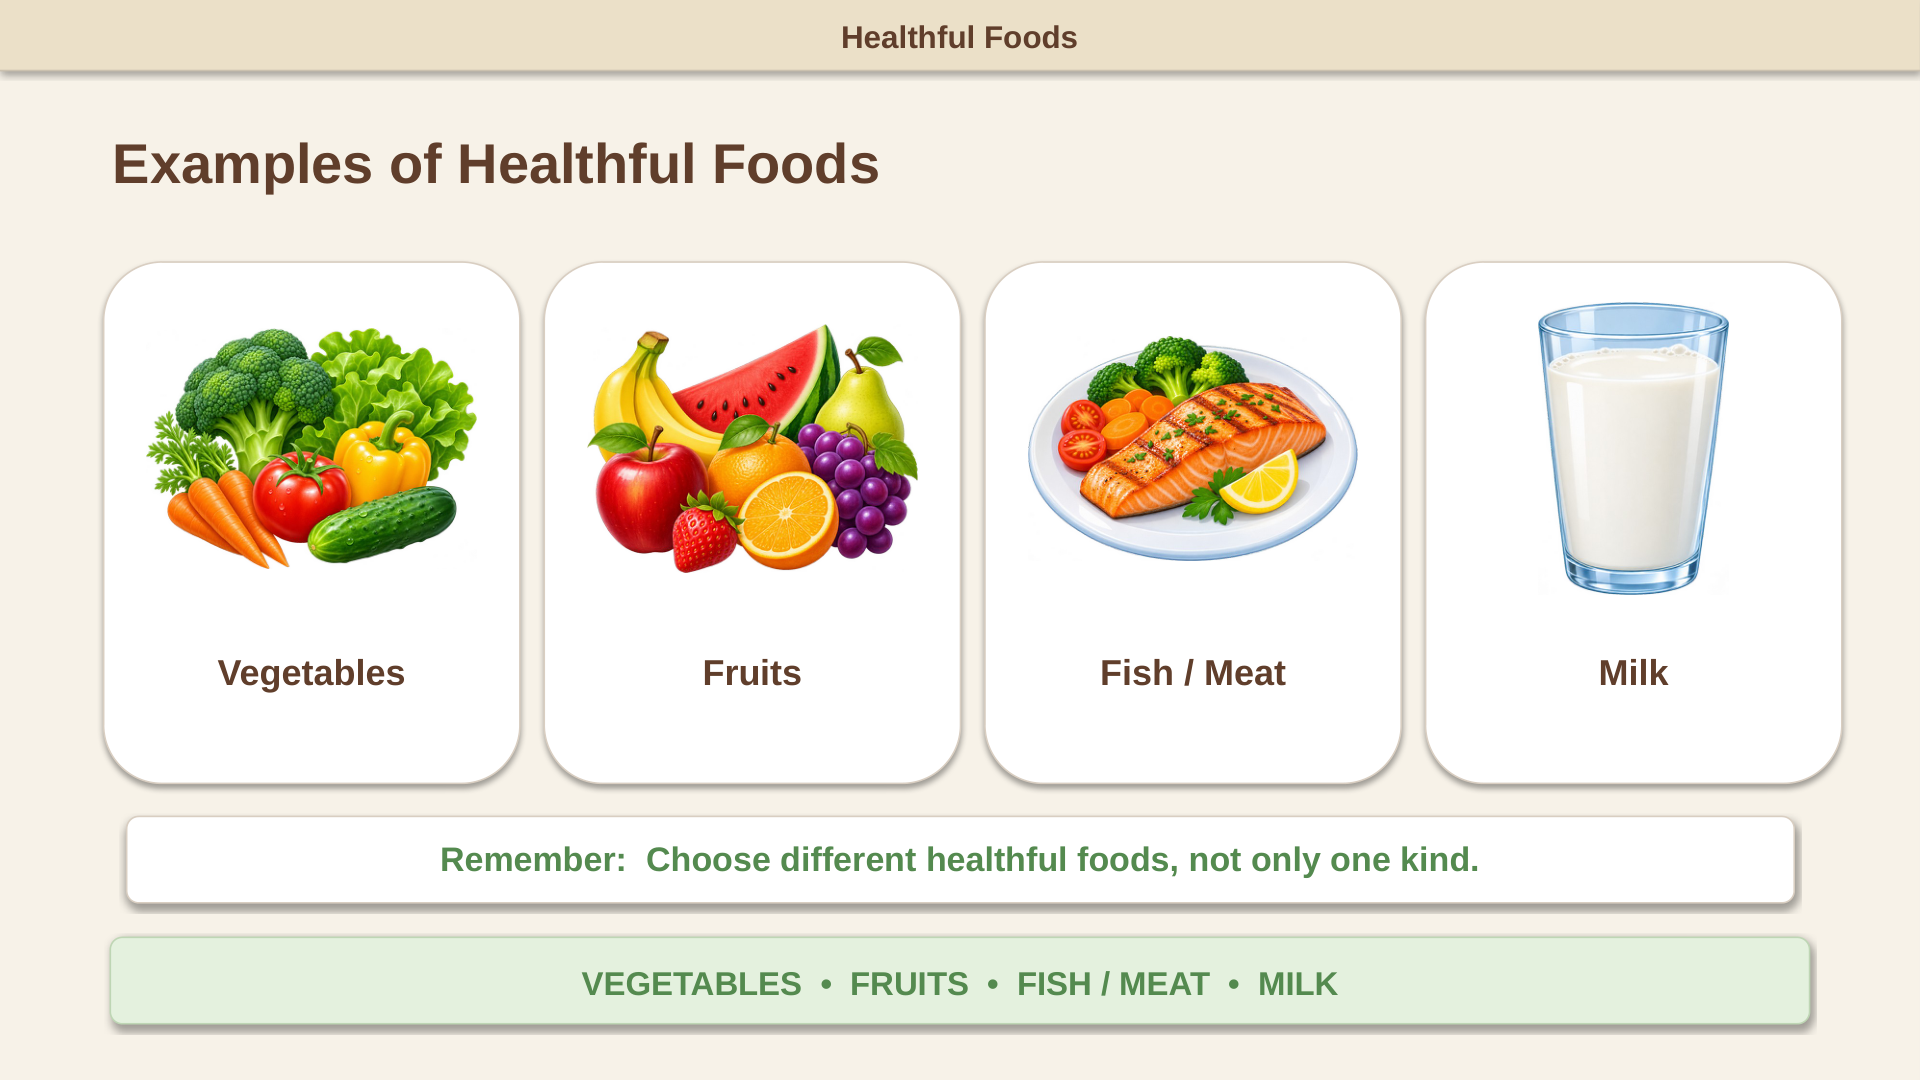 Healthful Foods
Examples of Healthful Foods
Vegetables
Fruits
Fish / Meat
Milk
Remember:  Choose different healthful foods, not only one kind.
VEGETABLES  •  FRUITS  •  FISH / MEAT  •  MILK